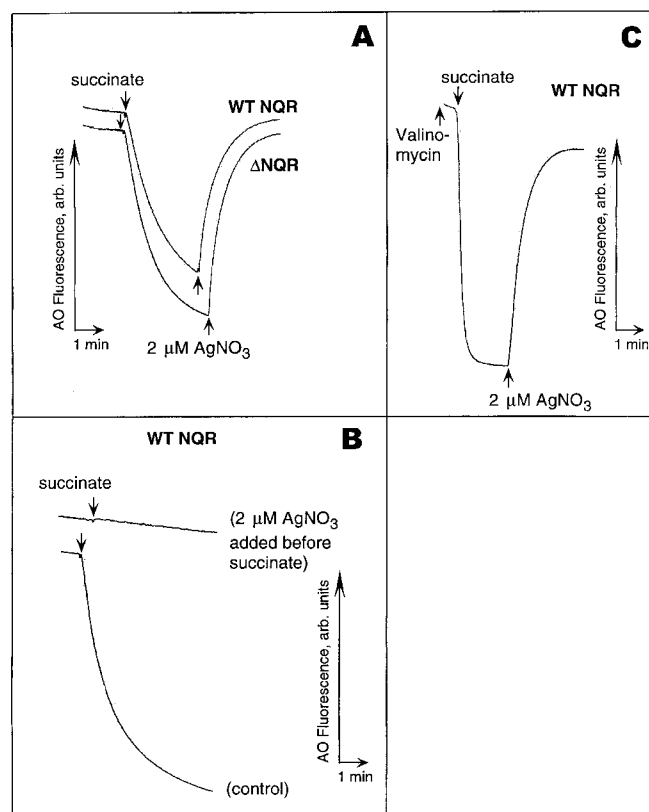 A
succinate
WT NQR
ΔNQR
AO Fluorescence, arb. units
1 min
2 μM AgNO3
C
succinate
WT NQR
Valino-
mycin
AO Fluorescence, arb. units
1 min
2 μM AgNO3
B
WT NQR
succinate
(2 μM AgNO3
added before
succinate)
AO Fluorescence, arb. units
1 min
(control)